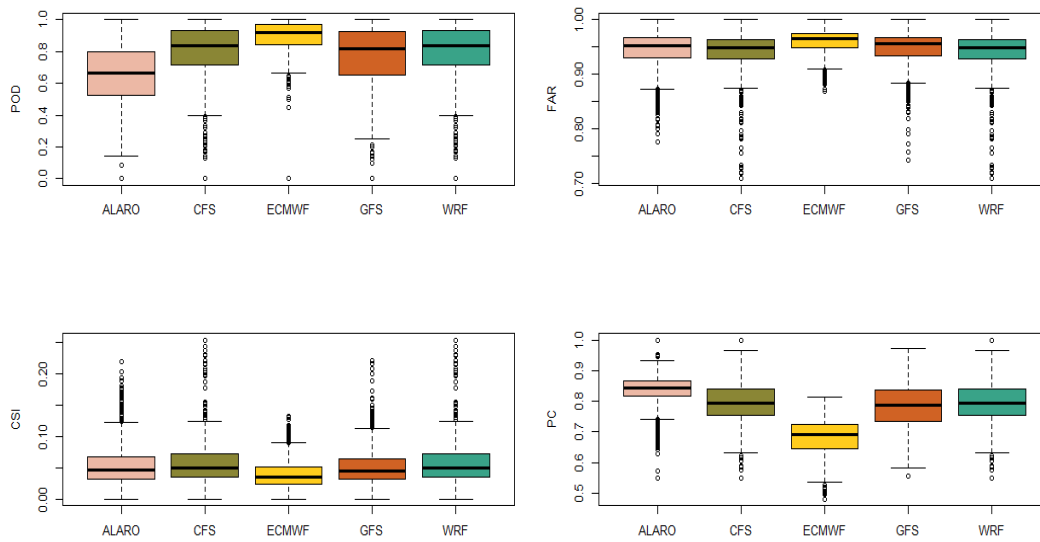 POD
0.0 0.2 0.4 0.6 0.8 1.0
ALARO CFS ECMWF GFS WRF
FAR
0.70 0.80 0.90 1.00
ALARO CFS ECMWF GFS WRF
CSI
0.00 0.10 0.20
ALARO CFS ECMWF GFS WRF
PC
0.5 0.6 0.7 0.8 0.9 1.0
ALARO CFS ECMWF GFS WRF